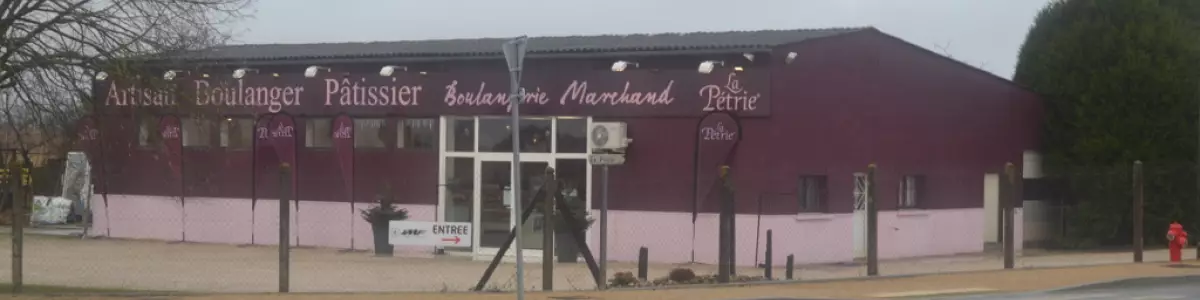 Artisan Boulanger Pâtissier Boulangerie Marchand La Pétrie
La Pétrie
ENTREE